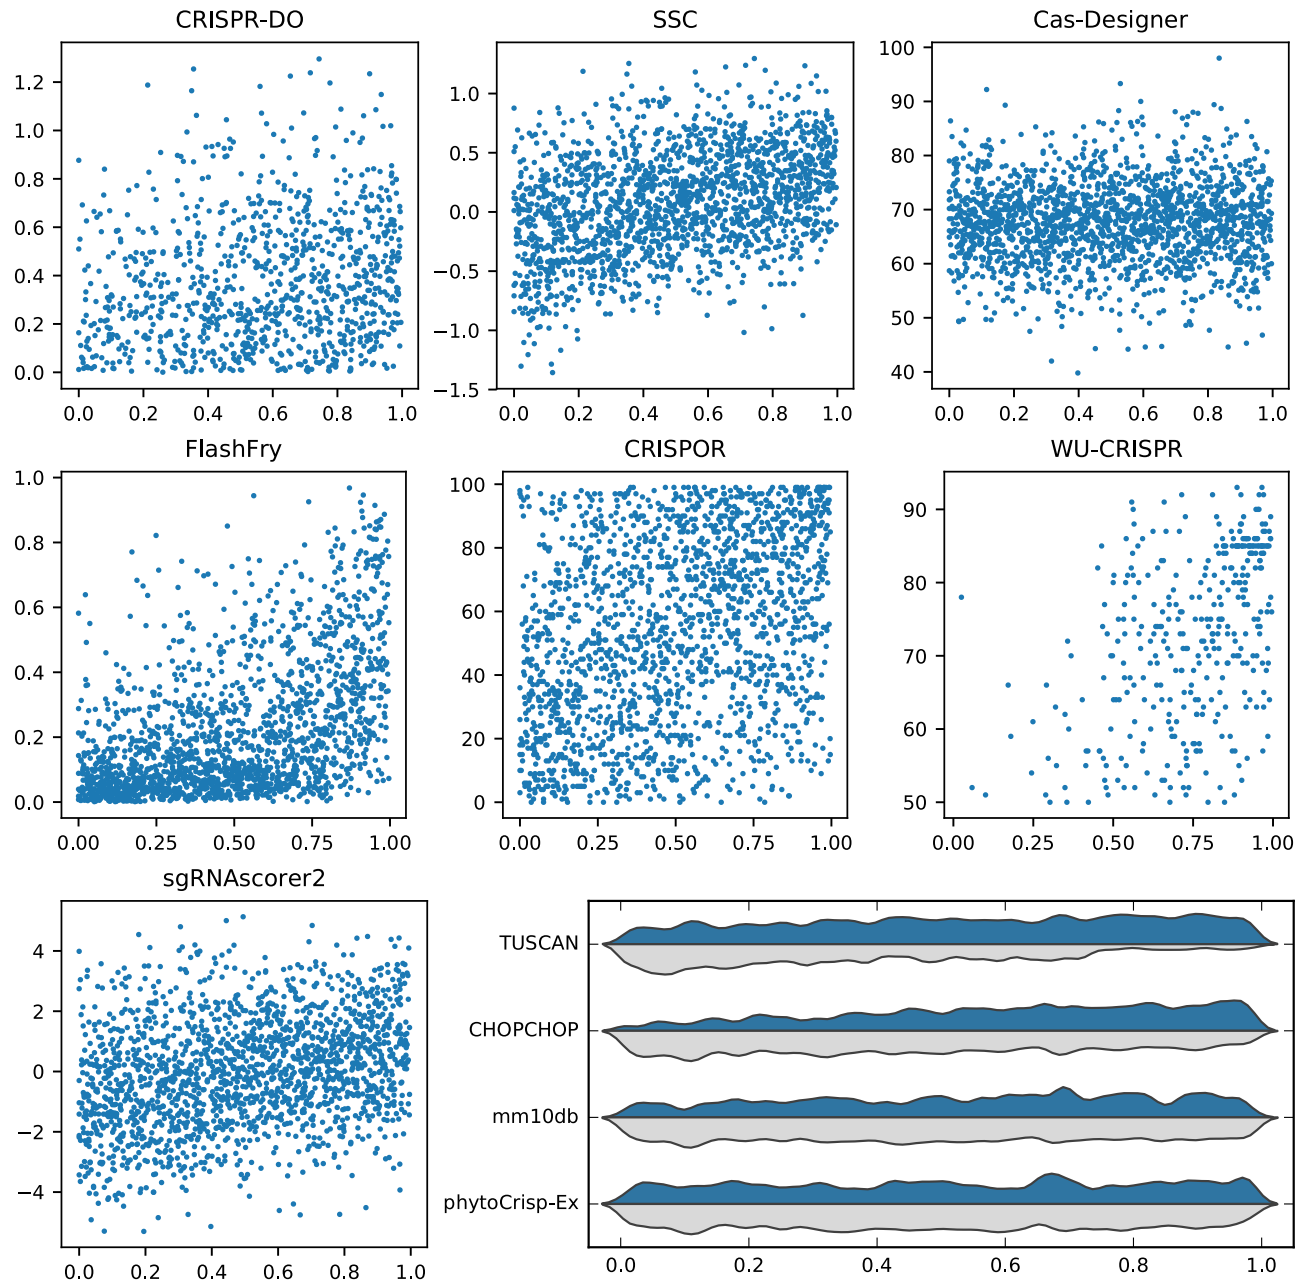 CRISPR-DO
SSC
Cas-Designer
1.2
1.0
0.8
0.6
0.4
0.2
0.0
0.0 0.2 0.4 0.6 0.8 1.0
1.0
0.5
0.0
−0.5
−1.0
−1.5
0.0 0.2 0.4 0.6 0.8 1.0
100
90
80
70
60
50
40
0.0 0.2 0.4 0.6 0.8 1.0
FlashFry
CRISPOR
WU-CRISPR
1.0
0.8
0.6
0.4
0.2
0.0
0.00 0.25 0.50 0.75 1.00
100
80
60
40
20
0
0.00 0.25 0.50 0.75 1.00
90
80
70
60
50
0.00 0.25 0.50 0.75 1.00
sgRNAscorer2
4
2
0
−2
−4
0.0 0.2 0.4 0.6 0.8 1.0
TUSCAN
CHOPCHOP
mm10db
phytoCrisp-Ex
0.0 0.2 0.4 0.6 0.8 1.0